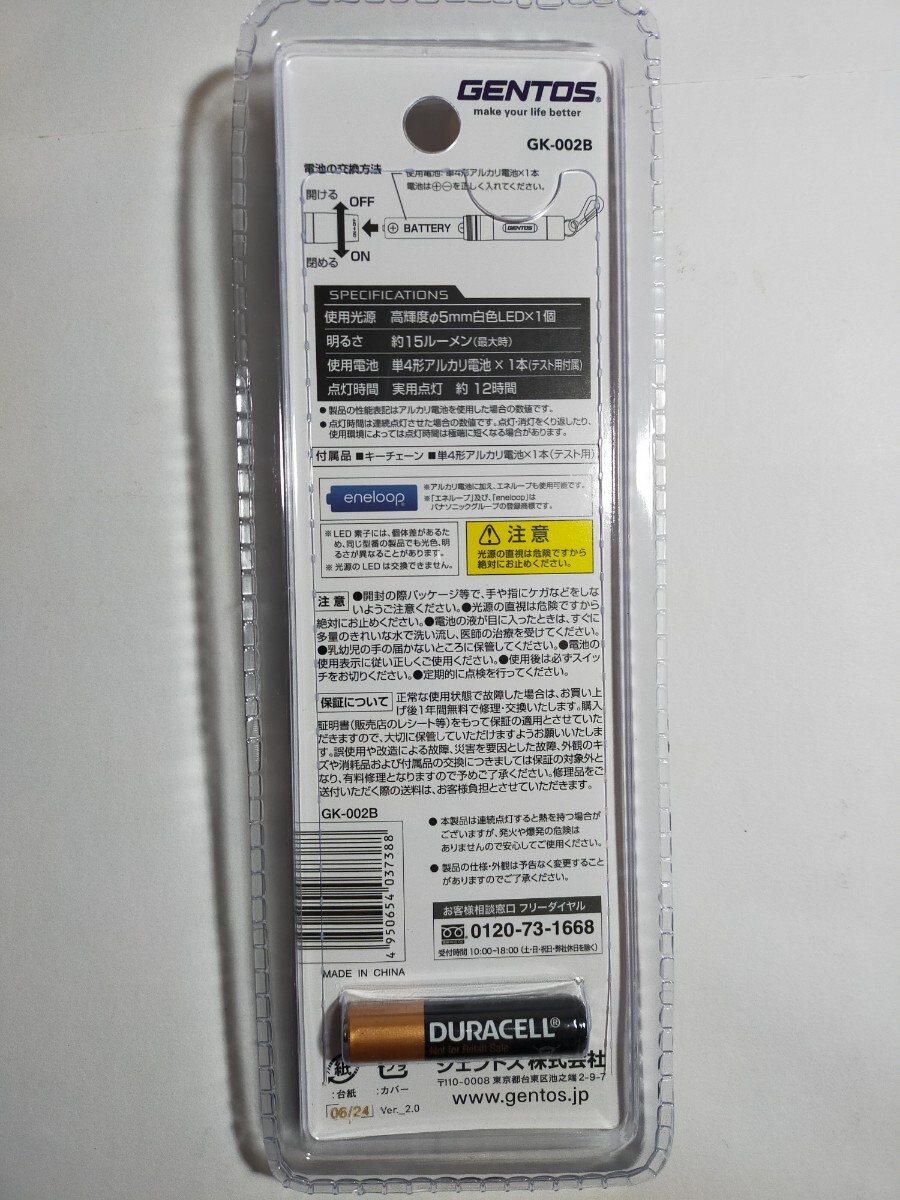 GENTOS®
make your life better
GK-002B
電池の交換方法
使用電池:単4形アルカリ電池×1本
電池は⊕⊖を正しく入れてください。
開ける
OFF
⊕ BATTERY
GENTOS
閉める
ON
SPECIFICATIONS
使用光源 高輝度φ5mm白色LED×1個
明るさ 約15ルーメン(最大時)
使用電池 単4形アルカリ電池×1本(テスト用付属)
点灯時間 実用点灯 約12時間
●製品の性能表記はアルカリ電池を使用した場合の数値です。
●点灯時間は連続点灯させた場合の数値です。点灯・消灯をくり返したり、
使用環境によっては点灯時間は極端に短くなる場合があります。
付属品 ■キーチェーン ■単4形アルカリ電池×1本(テスト用)
eneloop®
※アルカリ電池に加え、エネループも使用可能です。
※「エネループ」及び、「eneloop」は
パナソニックグループの登録商標です。
※LED素子には、個体差があるた
め、同じ型番の製品でも光色、明
るさが異なることがあります。
※光源のLEDは交換できません。
注意
光源の直視は危険ですから
絶対にお止めください。
注意 ●開封の際パッケージ等で、手や指にケガなどをしな
いようご注意ください。●光源の直視は危険ですから
絶対にお止めください。●電池の液が目に入ったときは、すぐに
多量のきれいな水で洗い流し、医師の治療を受けてください。
●乳幼児の手の届かないところに保管してください。●電池の
使用表示に従い正しくご使用ください。●使用後は必ずスイッ
チをお切りください。●定期的に点検を行ってください。
保証について 正常な使用状態で故障した場合は、お買い上
げ後1年間無料で修理・交換いたします。購入
証明書(販売店のレシート等)をもって保証の適用とさせていた
だきますので、大切に保管していただけますようお願いいたしま
す。誤使用や改造による故障、災害を要因とした故障、外観のキ
ズや消耗品および付属品の交換につきましては保証の対象外と
なり、有料修理となりますので予めご了承ください。修理品をご
送付いただく際の送料は、お客様負担とさせていただきます。
GK-002B
4 950654 037388
MADE IN CHINA
●本製品は連続点灯すると熱を持つ場合が
ございますが、発火や爆発の危険は
ありませんので安心してご使用ください。
●製品の仕様・外観は予告なく変更すること
がありますのでご了承ください。
お客様相談窓口 フリーダイヤル
0120-73-1668
受付時間 10:00~18:00 (土・日・祝日・弊社休日を除く)
DURACELL®
Not for Retail Sale
紙
:台紙
プラ
:カバー
ジェントス株式会社
〒110-0008 東京都台東区池之端2-9-7
www.gentos.jp
06/24
Ver._2.0